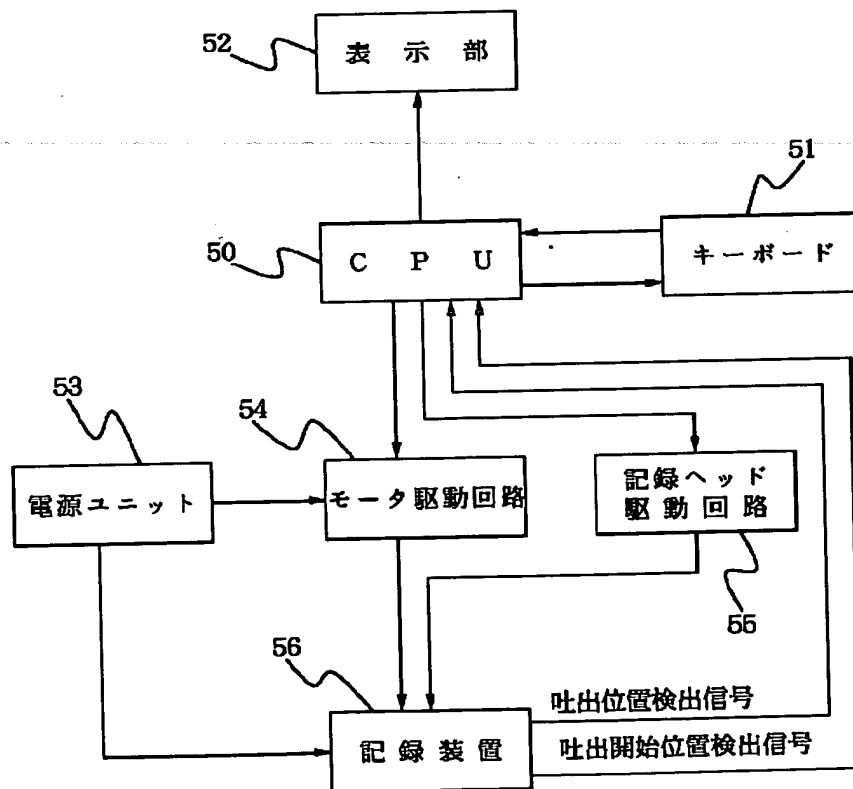 52
表示部
51
50
CPU
キーボード
53
54
電源ユニット
モータ駆動回路
記録ヘッド
駆動回路
55
56
記録装置
吐出位置検出信号
吐出開始位置検出信号